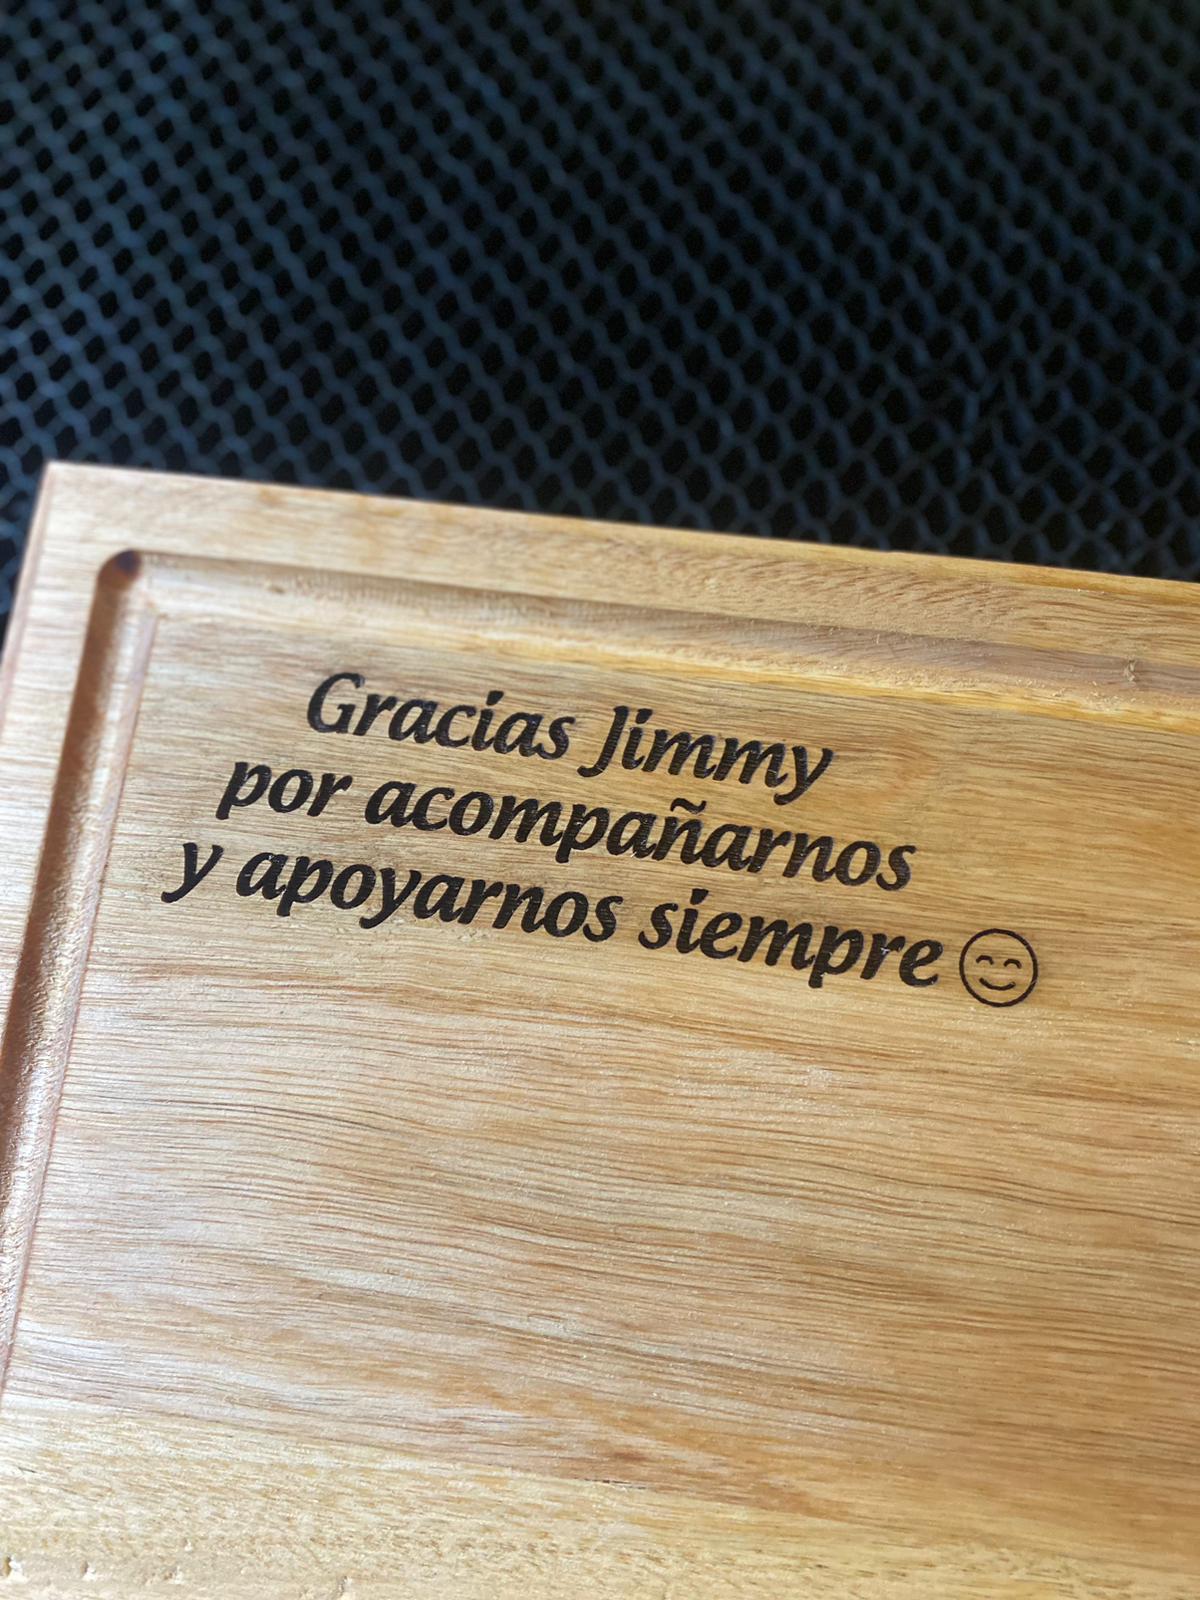 Gracias Jimmy
por acompañarnos
y apoyarnos siempre 😊